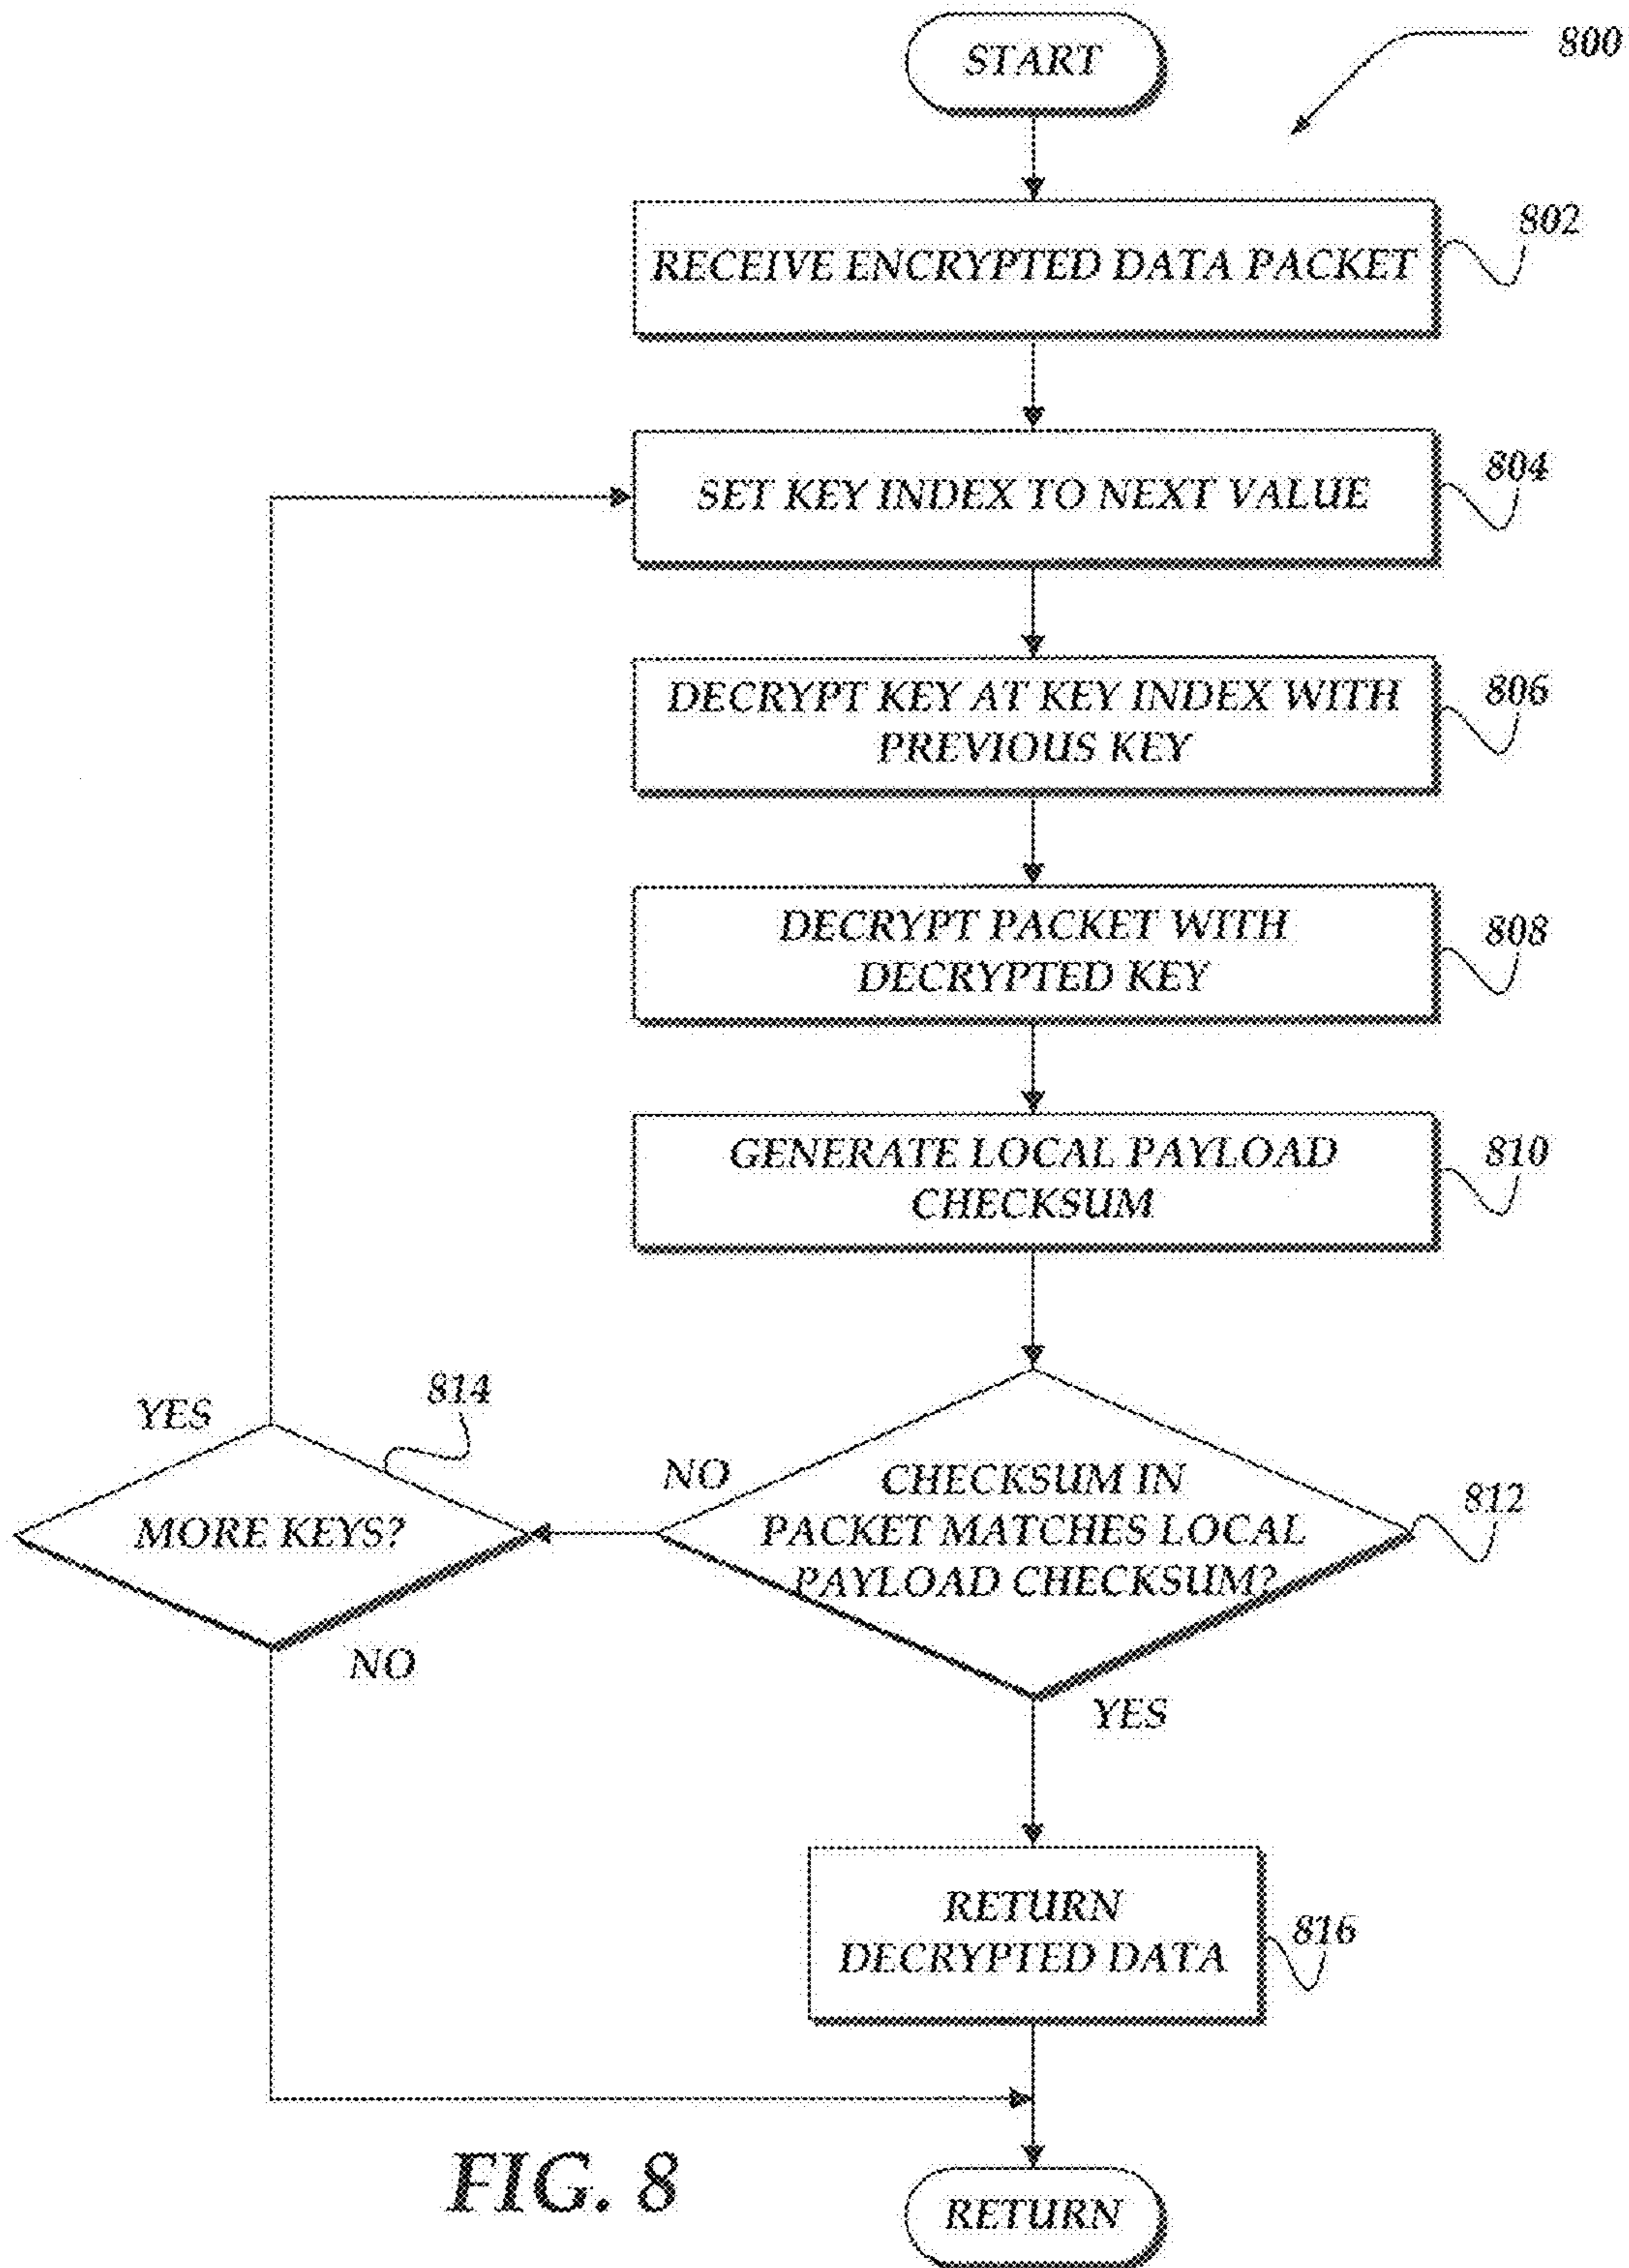 START
800
RECEIVE ENCRYPTED DATA PACKET
802
SET KEY INDEX TO NEXT VALUE
804
DECRYPT KEY AT KEY INDEX WITH
PREVIOUS KEY
806
DECRYPT PACKET WITH
DECRYPTED KEY
808
GENERATE LOCAL PAYLOAD
CHECKSUM
810
CHECKSUM IN
PACKET MATCHES LOCAL
PAYLOAD CHECKSUM?
812
NO
YES
MORE KEYS?
814
YES
NO
RETURN
DECRYPTED DATA
816
RETURN
FIG. 8